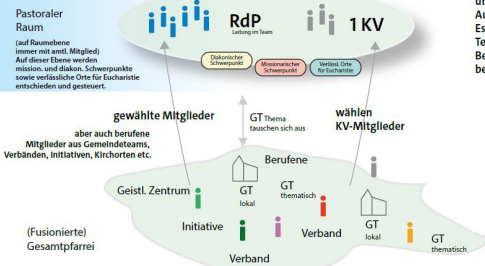 Pastoraler
Raum
(auf Raumebene
immer mit amtl. Mitglied)
Auf dieser Ebene werden
mission. und diakon. Schwerpunkte
sowie verlässliche Orte für Eucharistie
entschieden und gesteuert.
RdP
Leitung im Team
1 KV
Diakonischer
Schwerpunkt
Missionarischer
Schwerpunkt
Verlässl. Orte
für Eucharistie
gewählte Mitglieder
aber auch berufene
Mitglieder aus Gemeindeteams,
Verbänden, Initiativen, Kirchorten etc.
GT Thema
tauschen sich aus
wählen
KV-Mitglieder
Berufene
Geistl. Zentrum
GT
lokal
GT
thematisch
(Fusionierte)
Gesamtpfarrei
Initiative
Verband
Verband
GT
lokal
GT
thematisch